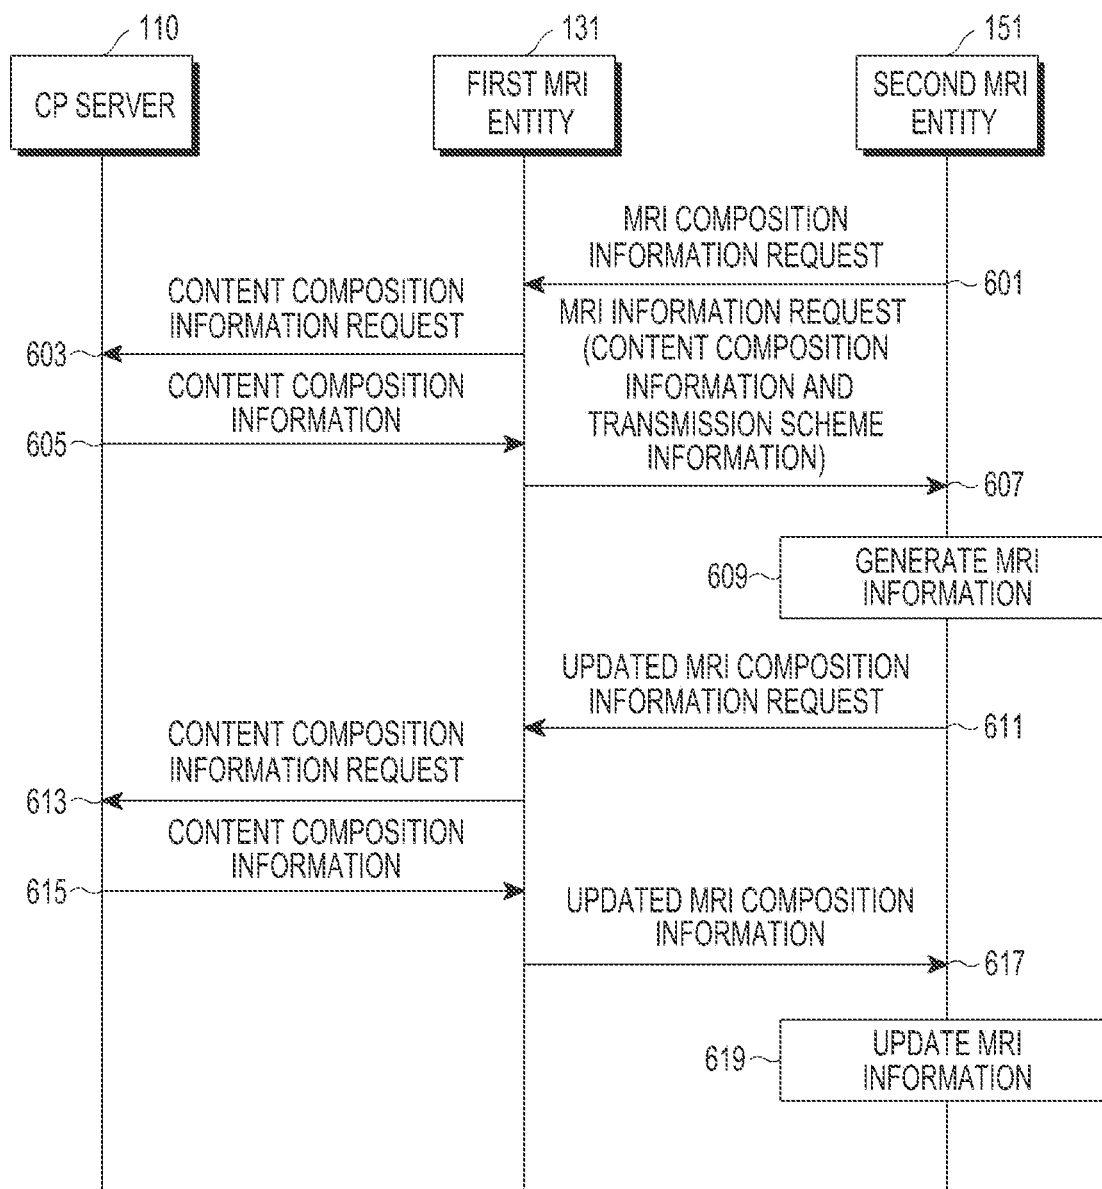 110
131
151
CP SERVER
FIRST MRI
ENTITY
SECOND MRI
ENTITY
MRI COMPOSITION
INFORMATION REQUEST
601
CONTENT COMPOSITION
INFORMATION REQUEST
603
MRI INFORMATION REQUEST
(CONTENT COMPOSITION
INFORMATION AND
TRANSMISSION SCHEME
INFORMATION)
CONTENT COMPOSITION
INFORMATION
605
607
GENERATE MRI
INFORMATION
609
UPDATED MRI COMPOSITION
INFORMATION REQUEST
611
CONTENT COMPOSITION
INFORMATION REQUEST
613
CONTENT COMPOSITION
INFORMATION
615
UPDATED MRI COMPOSITION
INFORMATION
617
UPDATE MRI
INFORMATION
619